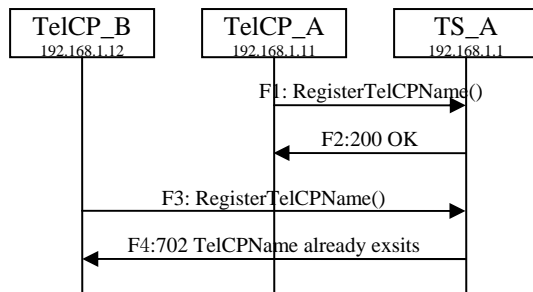 TelCP_B
192.168.1.12
TelCP_A
192.168.1.11
TS_A
192.168.1.1
F1: RegisterTelCPName()
F2:200 OK
F3: RegisterTelCPName()
F4:702 TelCPName already exsits